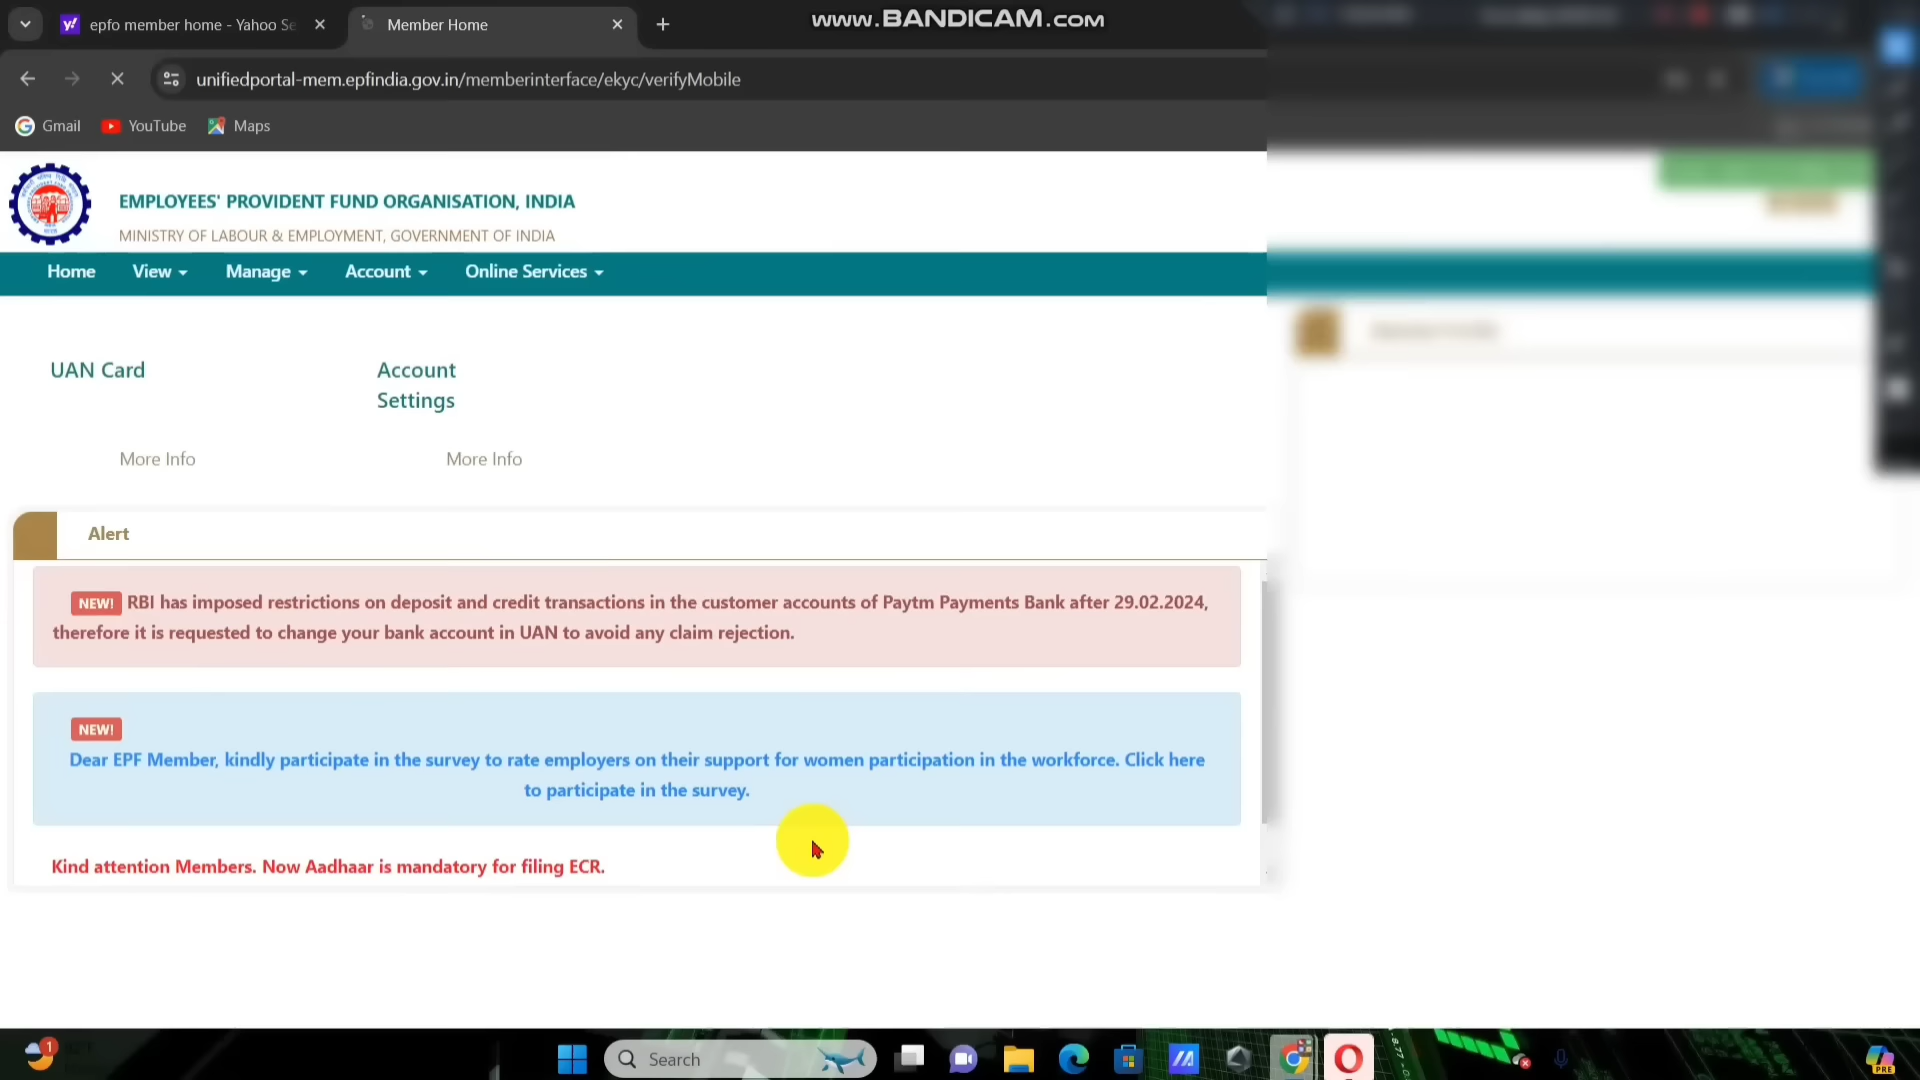 epfo member home - Yahoo Se
Member Home
www.BANDICAM.com
unifiedportal-mem.epfindia.gov.in/memberinterface/ekyc/verifyMobile
Gmail
YouTube
Maps
EMPLOYEES' PROVIDENT FUND ORGANISATION, INDIA
MINISTRY OF LABOUR & EMPLOYMENT, GOVERNMENT OF INDIA
Home
View
Manage
Account
Online Services
UAN Card
Account
Settings
More Info
More Info
Alert
NEW! RBI has imposed restrictions on deposit and credit transactions in the customer accounts of Paytm Payments Bank after 29.02.2024,
therefore it is requested to change your bank account in UAN to avoid any claim rejection.
NEW!
Dear EPF Member, kindly participate in the survey to rate employers on their support for women participation in the workforce. Click here
to participate in the survey.
Kind attention Members. Now Aadhaar is mandatory for filing ECR.
1
Search
PRE